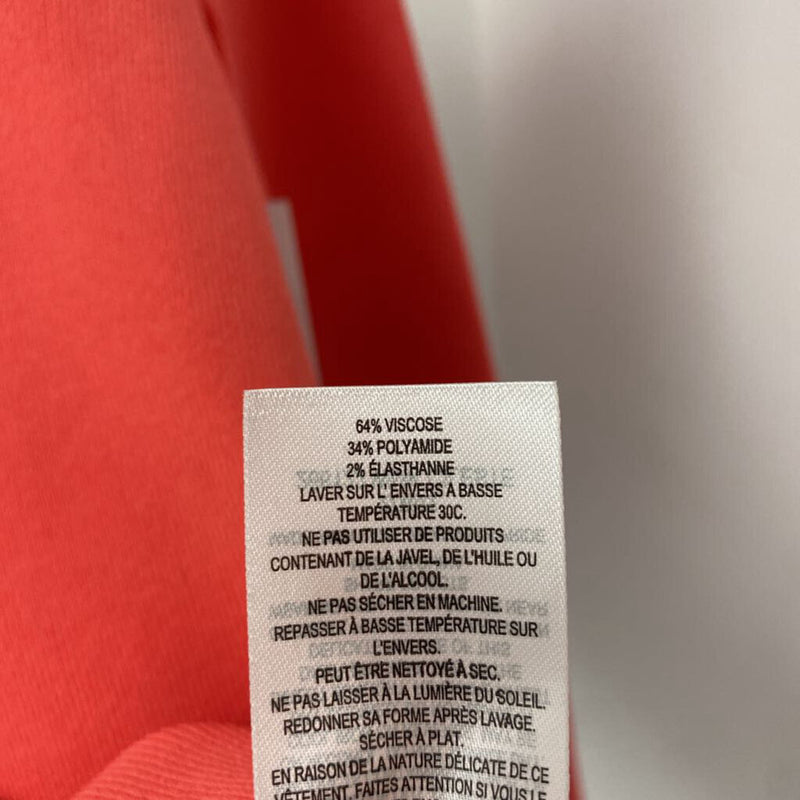 64% VISCOSE
34% POLYAMIDE
2% ÉLASTHANNE
LAVER SUR L' ENVERS A BASSE
TEMPÉRATURE 30C.
NE PAS UTILISER DE PRODUITS
CONTENANT DE LA JAVEL, DE L'HUILE OU
DE L'ALCOOL.
NE PAS SÉCHER EN MACHINE.
REPASSER À BASSE TEMPÉRATURE SUR
L'ENVERS.
PEUT ÊTRE NETTOYÉ À SEC.
NE PAS LAISSER À LA LUMIÈRE DU SOLEIL.
REDONNER SA FORME APRÈS LAVAGE.
SÉCHER À PLAT.
EN RAISON DE LA NATURE DÉLICATE DE CE
VÊTEMENT, FAITES ATTENTION SI VOUS LE